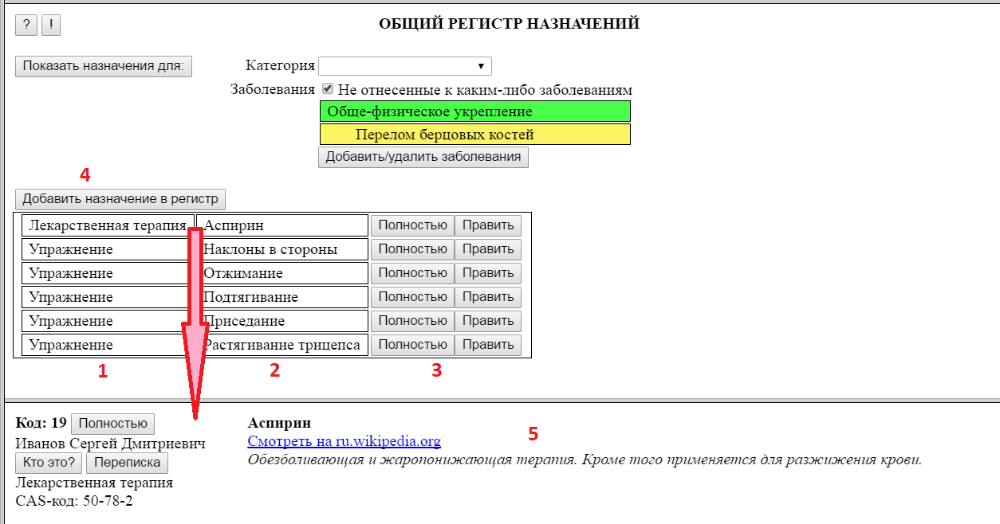 ? ! ОБЩИЙ РЕГИСТР НАЗНАЧЕНИЙ
Показать назначения для: Категория
Заболевания Не отнесенные к каким-либо заболеваниям
Обще-физическое укрепление
Перелом берцовых костей
Добавить/удалить заболевания
4
Добавить назначение в регистр
Лекарственная терапия Аспирин Полностью Править
Упражнение Наклоны в стороны Полностью Править
Упражнение Отжимание Полностью Править
Упражнение Подтягивание Полностью Править
Упражнение Приседание Полностью Править
Упражнение Растягивание трицепса Полностью Править
1 2 3
Код: 19 Полностью Аспирин
Иванов Сергей Дмитриевич Смотреть на ru.wikipedia.org 5
Кто это? Переписка Обезболивающая и жаропонижающая терапия. Кроме того применяется для разжижения крови.
Лекарственная терапия
CAS-код: 50-78-2